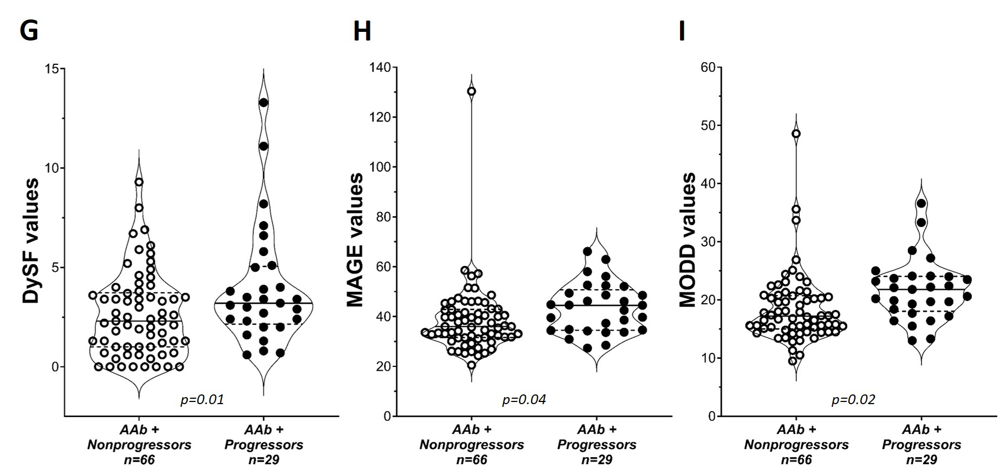 G
H
I
DySF values
15
10
5
0
p=0.01
AAb +
Nonprogressors
n=66
AAb +
Progressors
n=29
MAGE values
140
120
100
80
60
40
20
0
p=0.04
AAb +
Nonprogressors
n=66
AAb +
Progressors
n=29
MODD values
60
50
40
30
20
10
0
p=0.02
AAb +
Nonprogressors
n=66
AAb +
Progressors
n=29